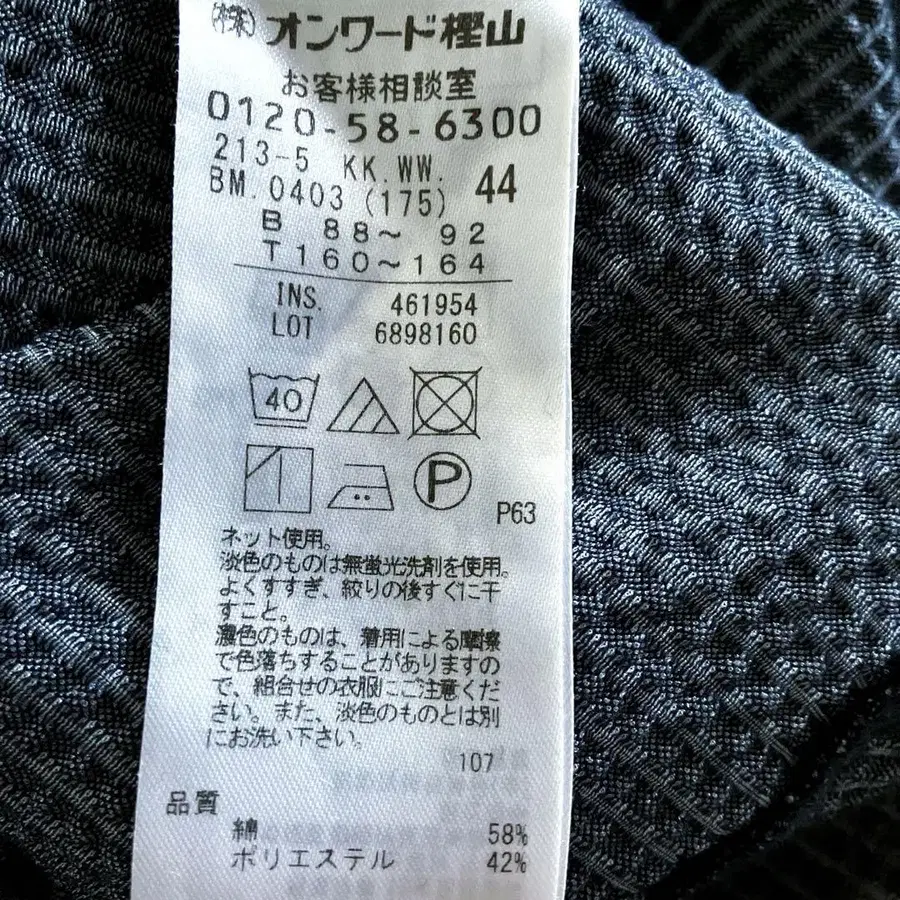 (株)オンワード樫山
お客様相談室
0120-58-6300
213-5 KK.WW.
BM.0403 (175) 44
B 88～ 92
T160～164
INS. 461954
LOT 6898160
40
P
P63
ネット使用。
淡色のものは無蛍光洗剤を使用。
よくすすぎ、絞りの後すぐに干
すこと。
濃色のものは、着用による摩擦
で色落ちすることがありますの
で、組合せの衣服にご注意くだ
さい。また、淡色のものとは別
にお洗い下さい。
107
品質
綿 58%
ポリエステル 42%